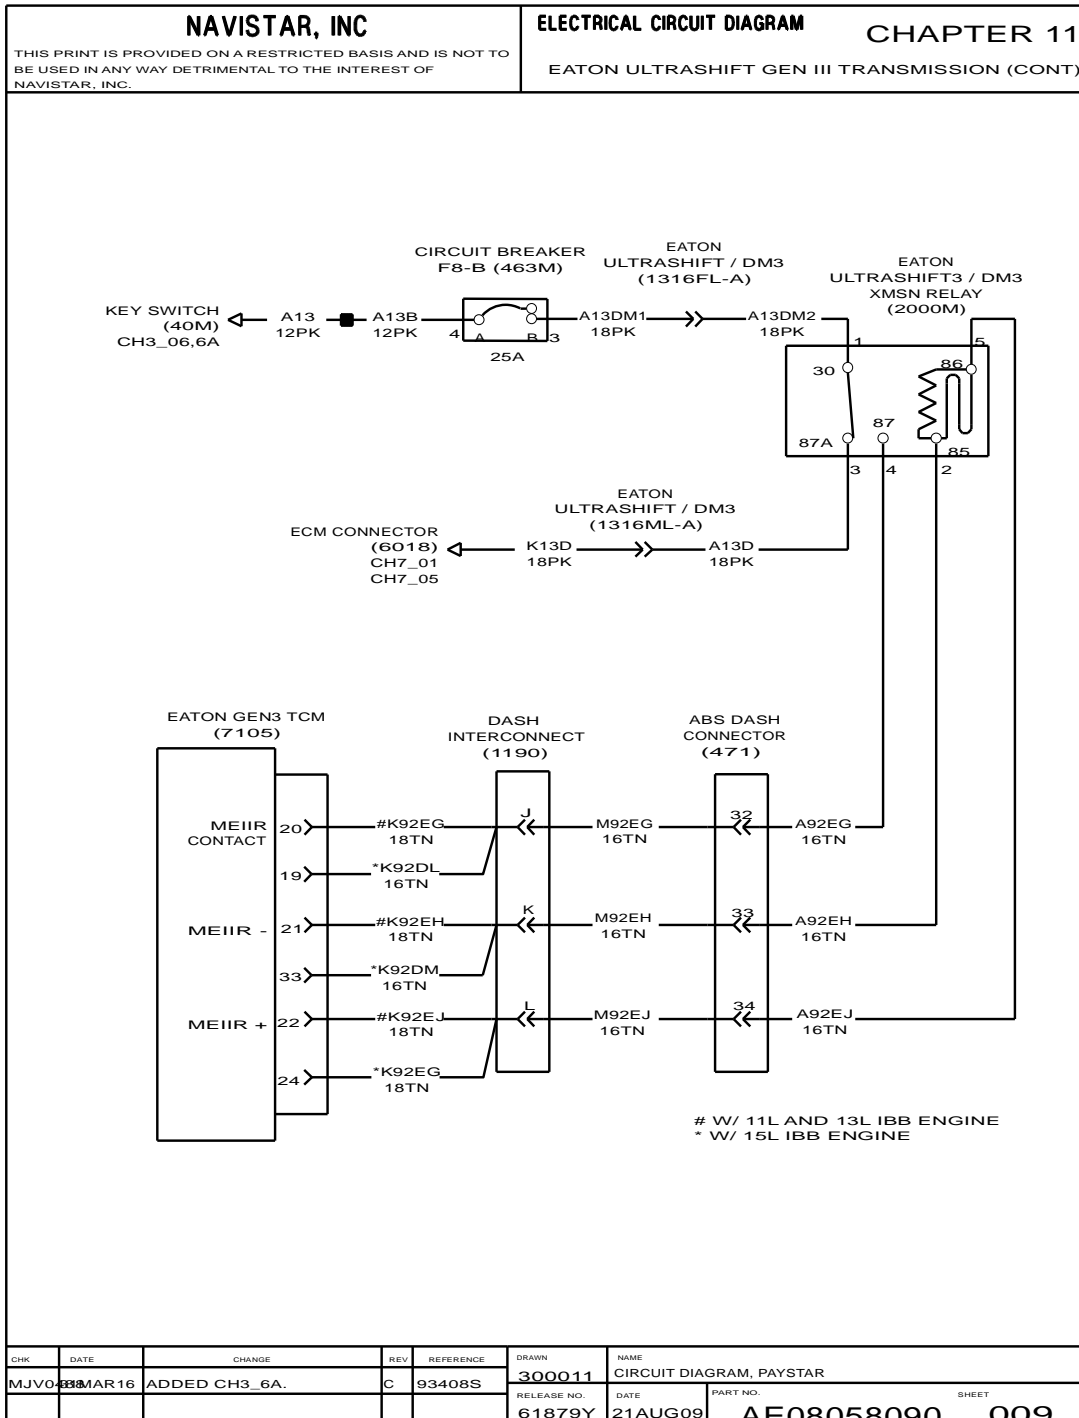 NAVISTAR, INC
THIS PRINT IS PROVIDED ON A RESTRICTED BASIS AND IS NOT TO
BE USED IN ANY WAY DETRIMENTAL TO THE INTEREST OF
NAVISTAR, INC.
ELECTRICAL CIRCUIT DIAGRAM
CHAPTER 11
EATON ULTRASHIFT GEN III TRANSMISSION (CONT)
KEY SWITCH
(40M)
CH3_06,6A
A13
12PK
A13B
12PK
CIRCUIT BREAKER
F8-B (463M)
4
A
B
3
25A
A13DM1
18PK
EATON
ULTRASHIFT / DM3
(1316FL-A)
A13DM2
18PK
EATON
ULTRASHIFT3 / DM3
XMSN RELAY
(2000M)
1
5
30
86
87
87A
85
3
4
2
ECM CONNECTOR
(6018)
CH7_01
CH7_05
K13D
18PK
EATON
ULTRASHIFT / DM3
(1316ML-A)
A13D
18PK
EATON GEN3 TCM
(7105)
DASH
INTERCONNECT
(1190)
ABS DASH
CONNECTOR
(471)
MEIIR
CONTACT
20
#K92EG
18TN
J
M92EG
16TN
32
A92EG
16TN
19
*K92DL
16TN
MEIIR -
21
#K92EH
18TN
K
M92EH
16TN
33
A92EH
16TN
33
*K92DM
16TN
MEIIR +
22
#K92EJ
18TN
L
M92EJ
16TN
34
A92EJ
16TN
24
*K92EG
18TN
# W/ 11L AND 13L IBB ENGINE
* W/ 15L IBB ENGINE
CHK
DATE
CHANGE
REV
REFERENCE
MAR16
ADDED CH3_6A.
C
93408S
DRAWN
300011
NAME
CIRCUIT DIAGRAM, PAYSTAR
RELEASE NO.
61879Y
DATE
21AUG09
PART NO.
AE08058090
SHEET
009